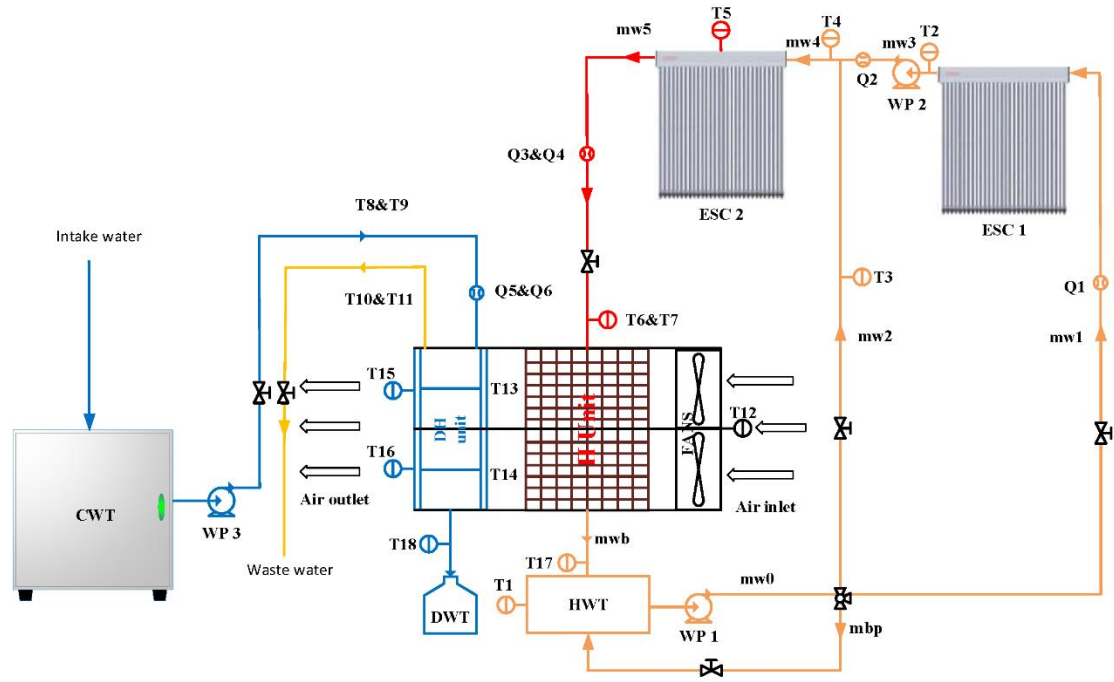 T5
mw5
T4
mw4
mw3
T2
Q2
WP 2
Q3&Q4
ESC 2
ESC 1
T8&T9
Intake water
T3
Q1
T10&T11
Q5&Q6
T6&T7
mw2
mw1
T15
T13
DH unit
H Unit
FANS
T12
T16
T14
Air outlet
Air inlet
CWT
WP 3
T18
mwb
T17
Waste water
T1
mw0
DWT
HWT
WP 1
mbp